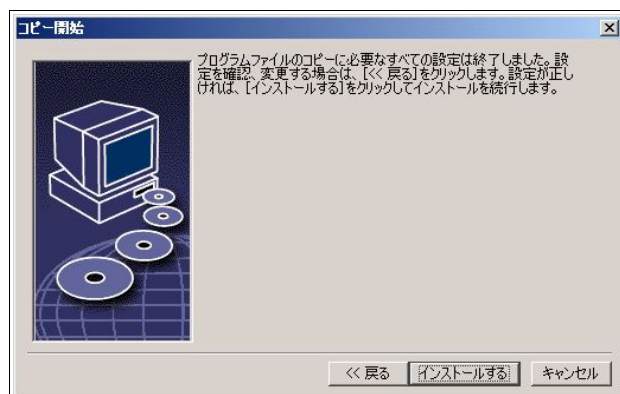 コピー開始
プログラムファイルのコピーに必要なすべての設定は終了しました。設
定を確認、変更する場合は、[<< 戻る]をクリックします。設定が正し
ければ、[インストールする]をクリックしてインストールを続行します。
<< 戻る
インストールする
キャンセル